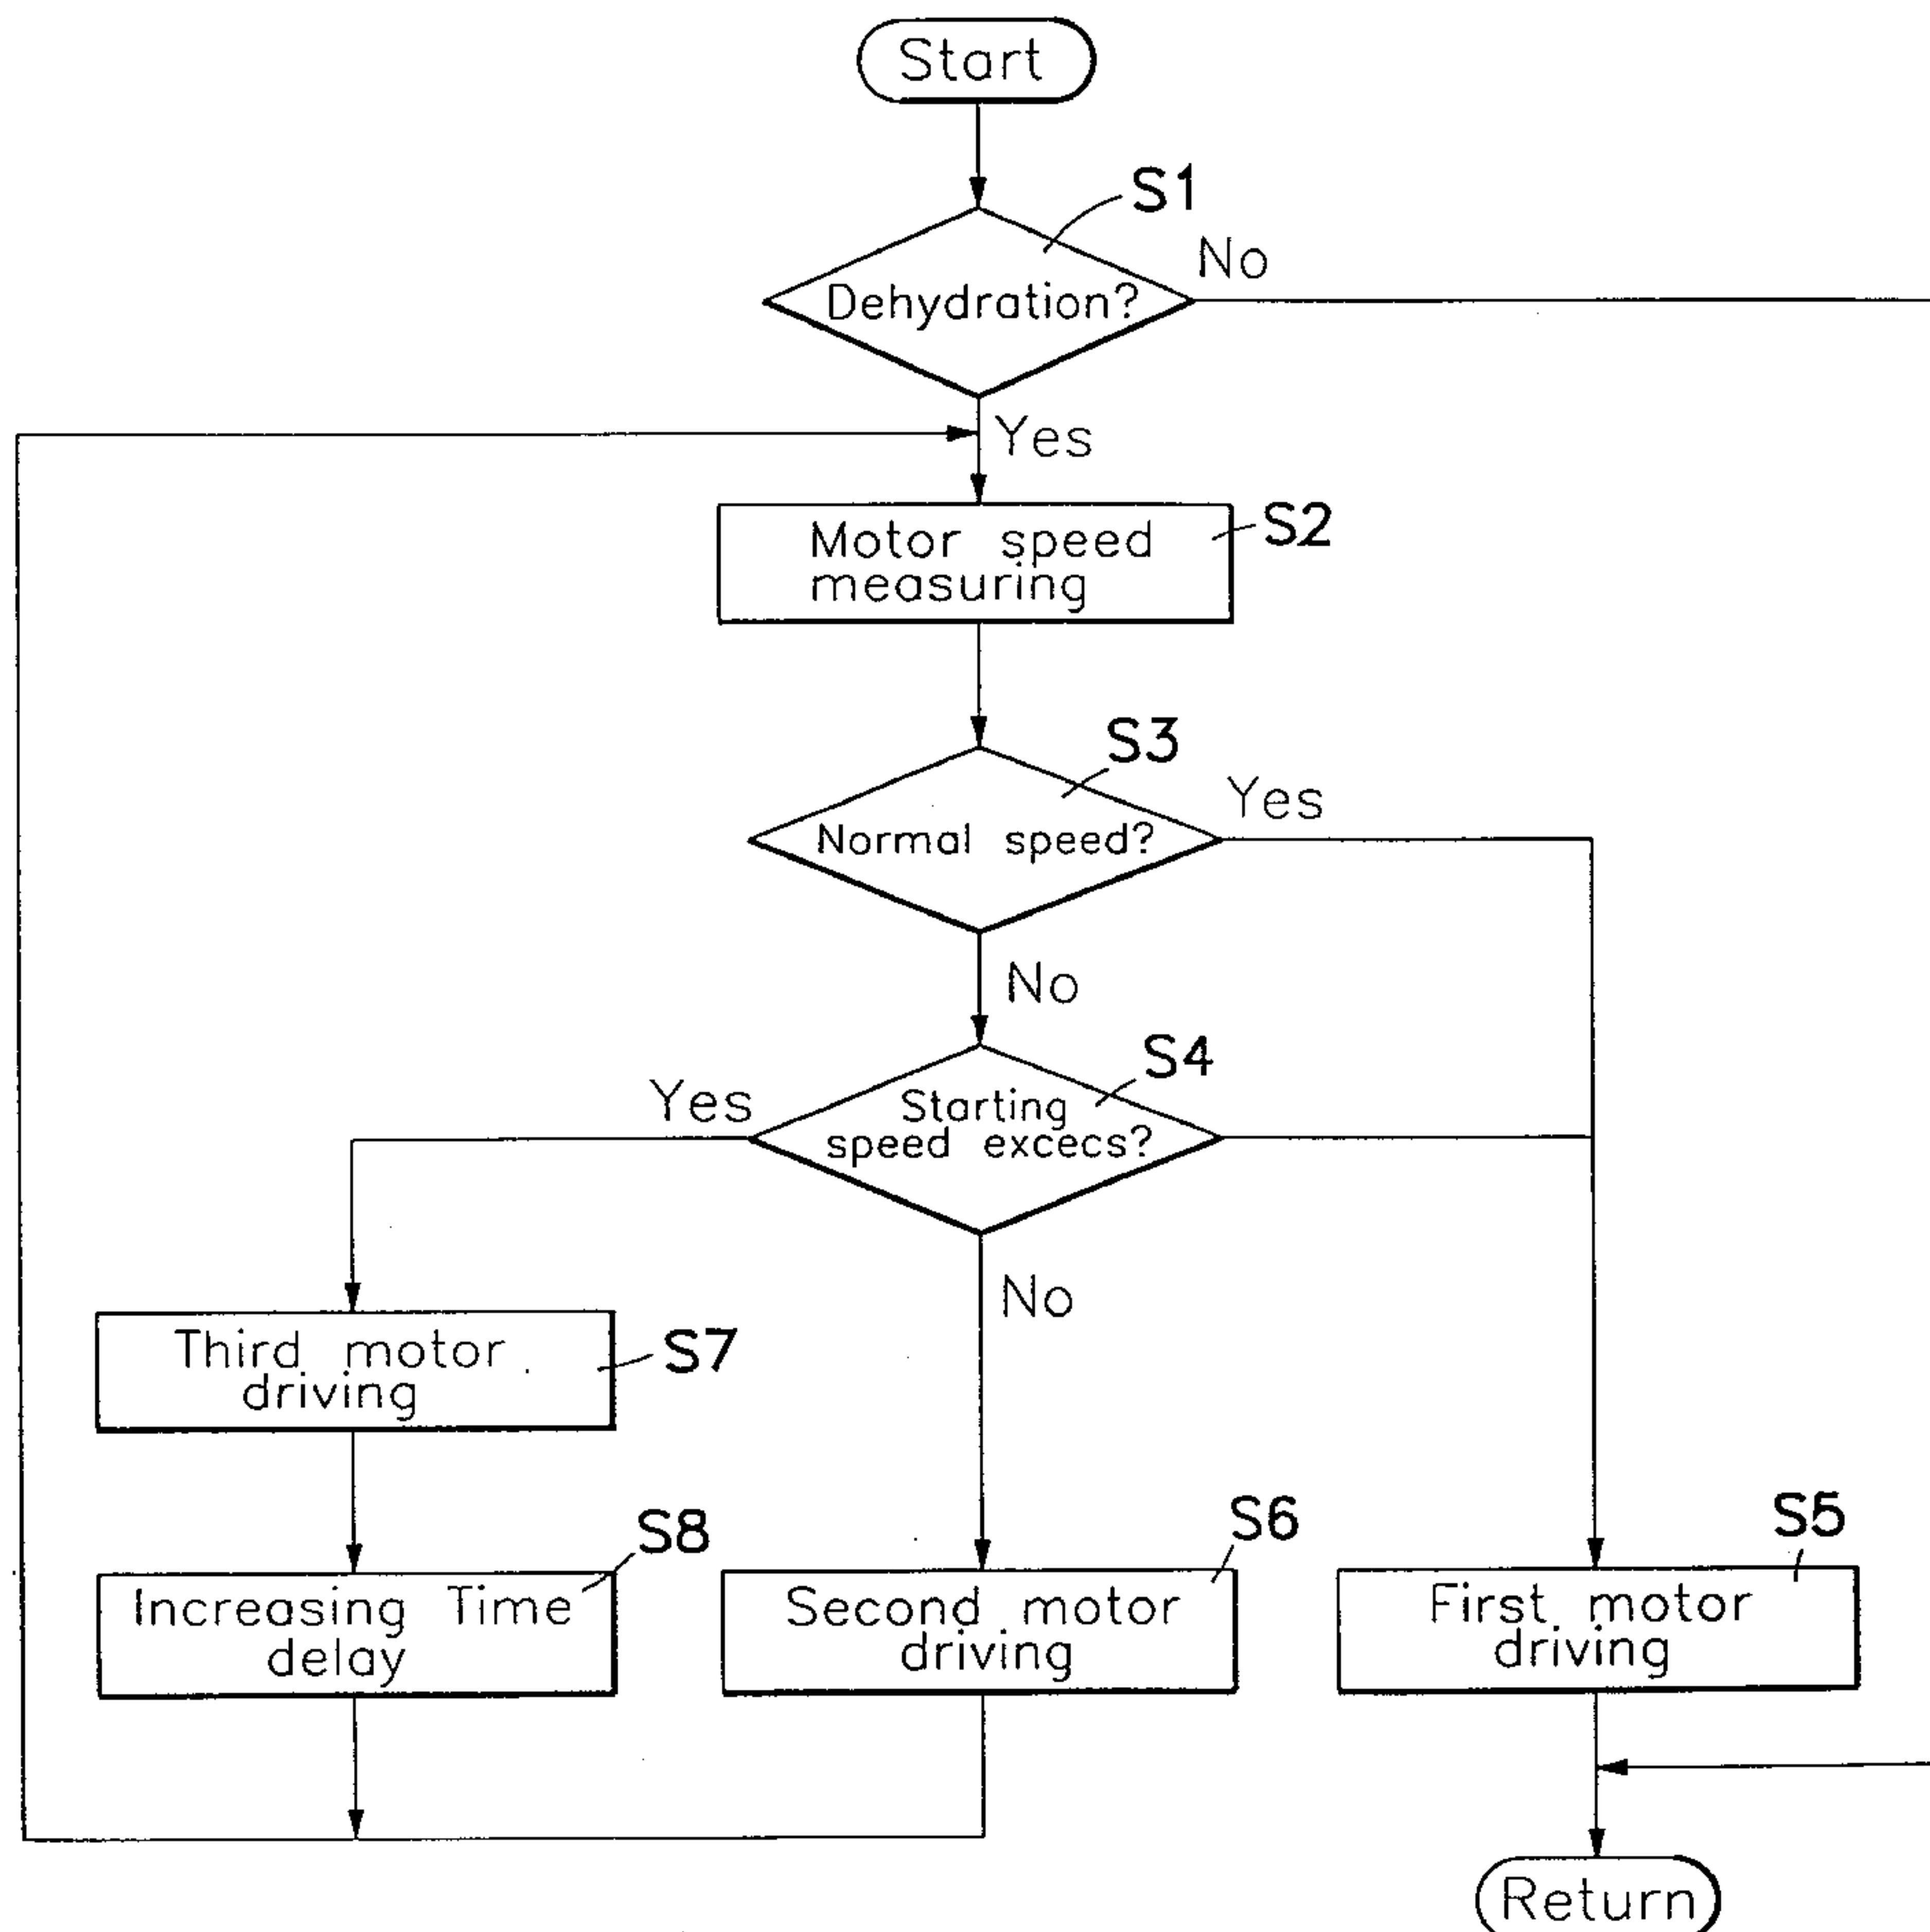 Start
S1
No
Dehydration?
Yes
Motor speed
measuring
S2
S3
Yes
Normal speed?
No
S4
Yes
Starting
speed excecs?
No
Third motor
driving
S7
S8
Increasing Time
delay
S6
Second motor
driving
S5
First motor
driving
Return